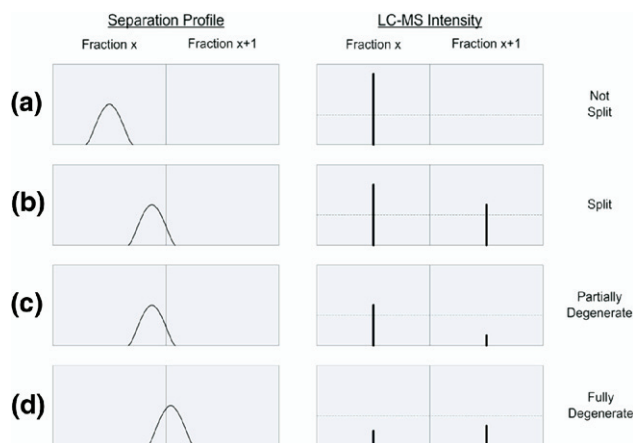 Separation Profile
LC-MS Intensity
Fraction x
Fraction x+1
Fraction x
Fraction x+1
(a)
Not
Split
(b)
Split
(c)
Partially
Degenerate
(d)
Fully
Degenerate